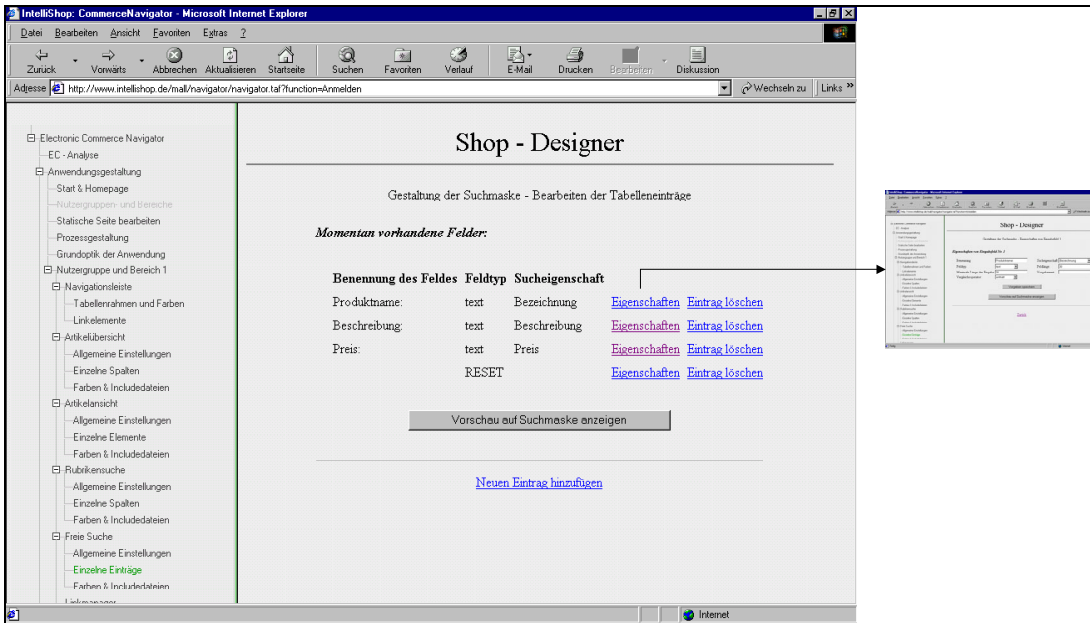 IntelliShop: CommerceNavigator - Microsoft Internet Explorer
Datei Bearbeiten Ansicht Favoriten Extras ?
Zurück Vorwärts Abbrechen Aktualisieren Startseite Suchen Favoriten Verlauf E-Mail Drucken Bearbeiten Diskussion
Adresse http://www.intellishop.de/mall/navigator/navigator.taf?function=Anmelden Wechseln zu Links »
Electronic Commerce Navigator
EC - Analyse
Anwendungsgestaltung
Start & Homepage
Nutzergruppen- und Bereiche
Statische Seite bearbeiten
Prozessgestaltung
Grundoptik der Anwendung
Nutzergruppe und Bereich 1
Navigationsleiste
Tabellenrahmen und Farben
Linkelemente
Artikelübersicht
Allgemeine Einstellungen
Einzelne Spalten
Farben & Includedateien
Artikelansicht
Allgemeine Einstellungen
Einzelne Elemente
Farben & Includedateien
Rubrikensuche
Allgemeine Einstellungen
Einzelne Spalten
Farben & Includedateien
Freie Suche
Allgemeine Einstellungen
Einzelne Einträge
Farben & Includedateien
Linkmanager
Shop - Designer
Gestaltung der Suchmaske - Bearbeiten der Tabelleneinträge
Momentan vorhandene Felder:
Benennung des Feldes Feldtyp Sucheigenschaft
Produktname: text Bezeichnung Eigenschaften Eintrag löschen
Beschreibung: text Beschreibung Eigenschaften Eintrag löschen
Preis: text Preis Eigenschaften Eintrag löschen
RESET Eigenschaften Eintrag löschen
Vorschau auf Suchmaske anzeigen
Neuen Eintrag hinzufügen
Internet
Shop - Designer